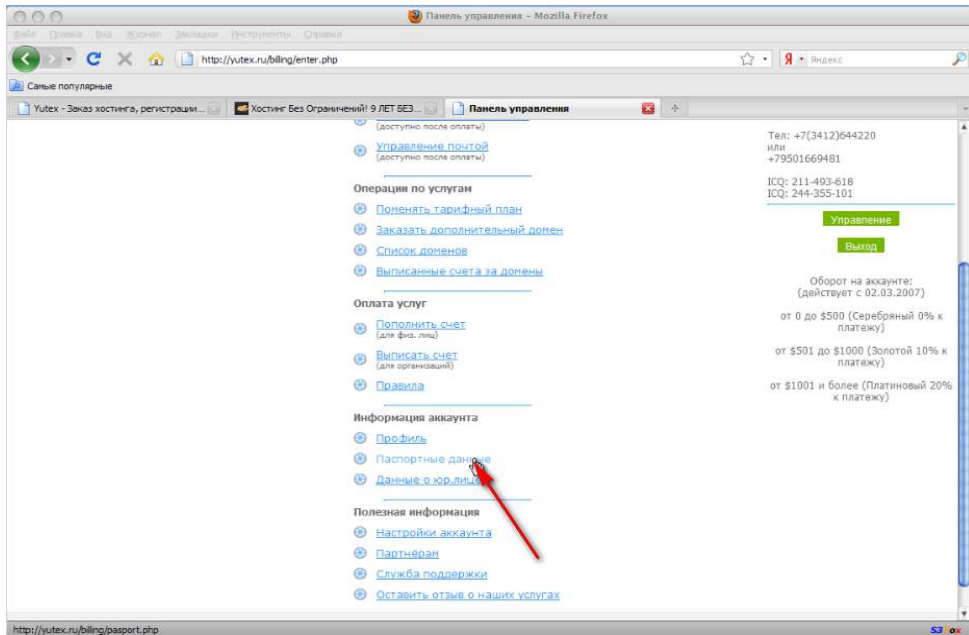 Панель управления – Mozilla Firefox
Файл Правка Вид Журнал Закладки Инструменты Справка
http://yutex.ru/billing/enter.php
Яндекс
Самые популярные
Yutex - Заказ хостинга, регистрации...
Хостинг Без Ограничений! 9 ЛЕТ БЕЗ...
Панель управления
(доступно после оплаты)
Управление почтой
(доступно после оплаты)
Операции по услугам
Поменять тарифный план
Заказать дополнительный домен
Список доменов
Выписанные счета за домены
Оплата услуг
Пополнить счет
(для физ. лиц)
Выписать счет
(для организаций)
Правила
Информация аккаунта
Профиль
Паспортные данные
Данные о юр.лице
Полезная информация
Настройки аккаунта
Партнёрам
Служба поддержки
Оставить отзыв о наших услугах
Тел: +7(3412)644220
или
+79501669481
ICQ: 211-493-618
ICQ: 244-355-101
Управление
Выход
Оборот на аккаунте:
(действует с 02.03.2007)
от 0 до $500 (Серебряный 0% к
платежу)
от $501 до $1000 (Золотой 10% к
платежу)
от $1001 и более (Платиновый 20%
к платежу)
http://yutex.ru/billing/pasport.php